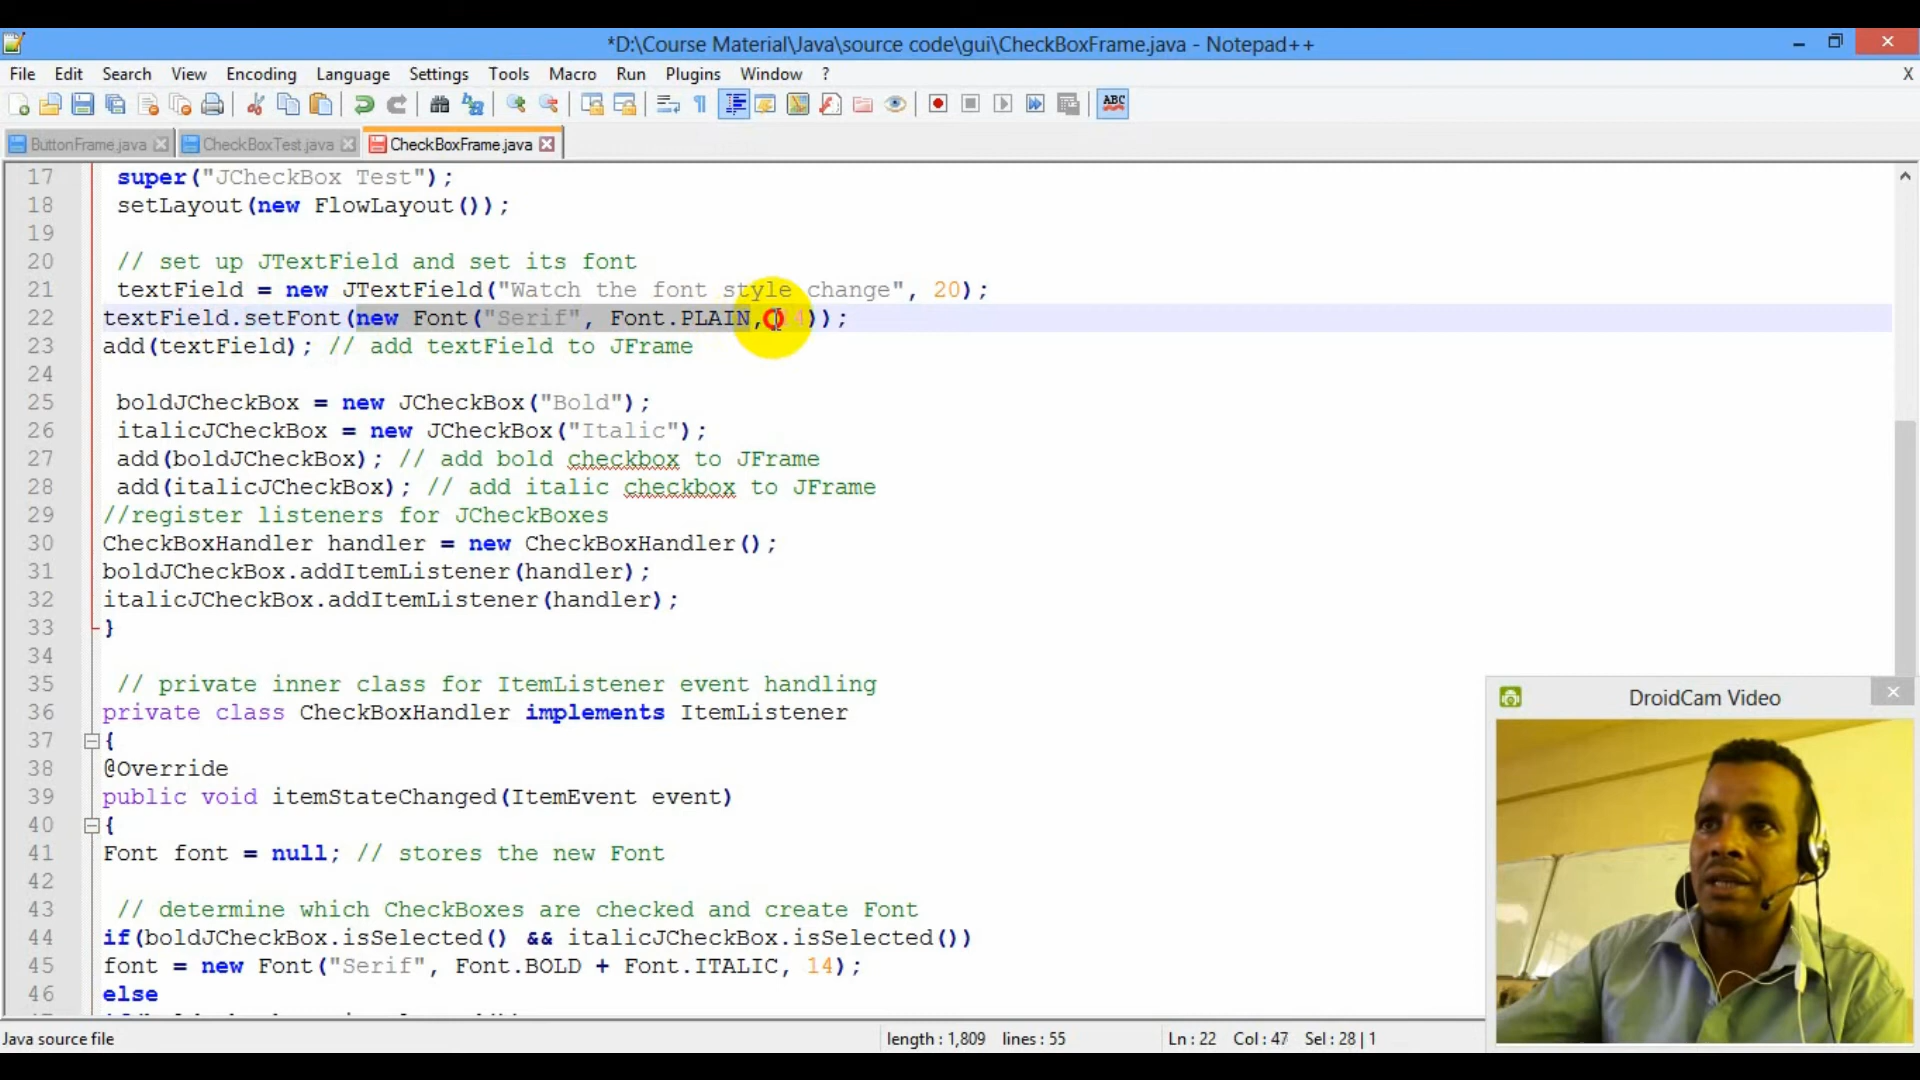 *D:\Course Material\Java\source code\gui\CheckBoxFrame.java - Notepad++
File Edit Search View Encoding Language Settings Tools Macro Run Plugins Window ? X
ABC
ButtonFrame.java CheckBoxTest.java CheckBoxFrame.java
17 super("JCheckBox Test");
18 setLayout(new FlowLayout());
19
20 // set up JTextField and set its font
21 textField = new JTextField("Watch the font style change", 20);
22 textField.setFont(new Font("Serif", Font.PLAIN, 14));
23 add(textField); // add textField to JFrame
24
25 boldJCheckBox = new JCheckBox("Bold");
26 italicJCheckBox = new JCheckBox("Italic");
27 add(boldJCheckBox); // add bold checkbox to JFrame
28 add(italicJCheckBox); // add italic checkbox to JFrame
29 //register listeners for JCheckBoxes
30 CheckBoxHandler handler = new CheckBoxHandler();
31 boldJCheckBox.addItemListener(handler);
32 italicJCheckBox.addItemListener(handler);
33 }
34
35 // private inner class for ItemListener event handling
36 private class CheckBoxHandler implements ItemListener
37 {
38 @Override
39 public void itemStateChanged(ItemEvent event)
40 {
41 Font font = null; // stores the new Font
42
43 // determine which CheckBoxes are checked and create Font
44 if(boldJCheckBox.isSelected() && italicJCheckBox.isSelected())
45 font = new Font("Serif", Font.BOLD + Font.ITALIC, 14);
46 else
DroidCam Video
Java source file length : 1,809 lines : 55 Ln : 22 Col : 47 Sel : 28 | 1